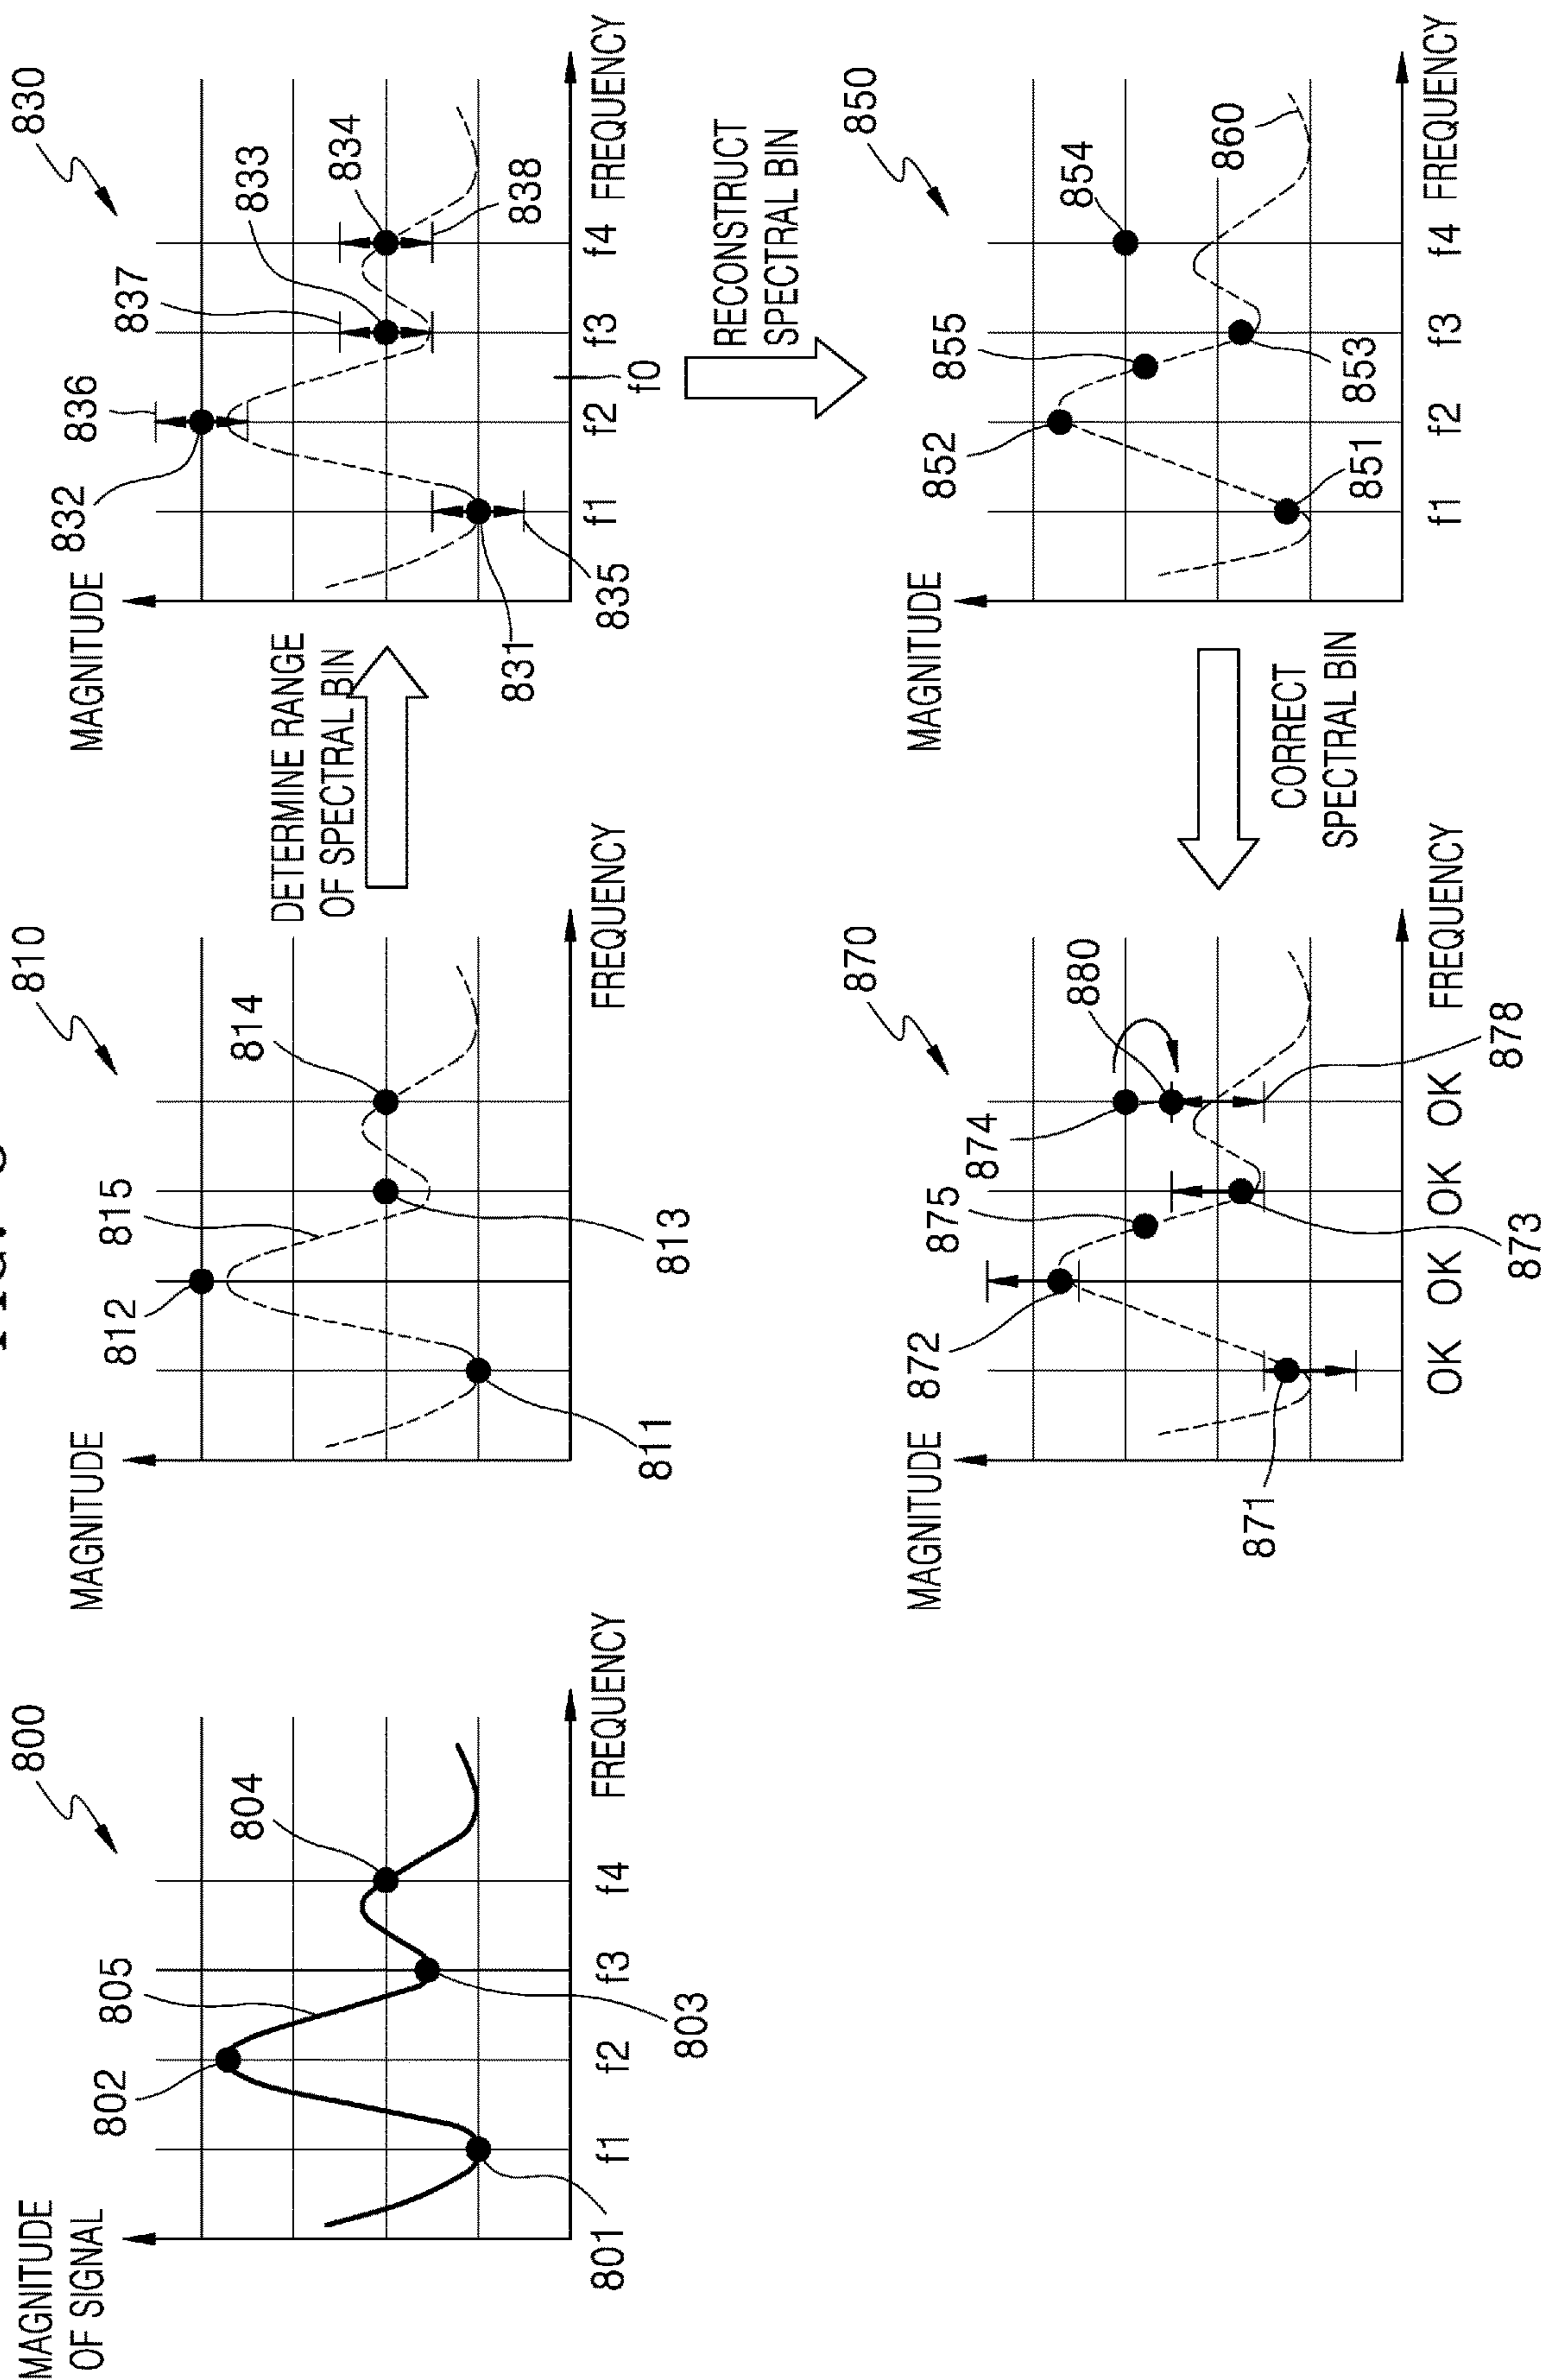 MAGNITUDE
OF SIGNAL
800
801
802
803
804
805
f1
f2
f3
f4
FREQUENCY
MAGNITUDE
810
811
812
813
814
815
FREQUENCY
DETERMINE RANGE
OF SPECTRAL BIN
MAGNITUDE
830
831
832
833
834
835
836
837
838
f1
f2
f0
f3
f4
FREQUENCY
RECONSTRUCT
SPECTRAL BIN
MAGNITUDE
850
851
852
853
854
855
860
f1
f2
f3
f4
FREQUENCY
CORRECT
SPECTRAL BIN
MAGNITUDE
870
871
872
873
874
875
878
880
OK OK OK OK
FREQUENCY